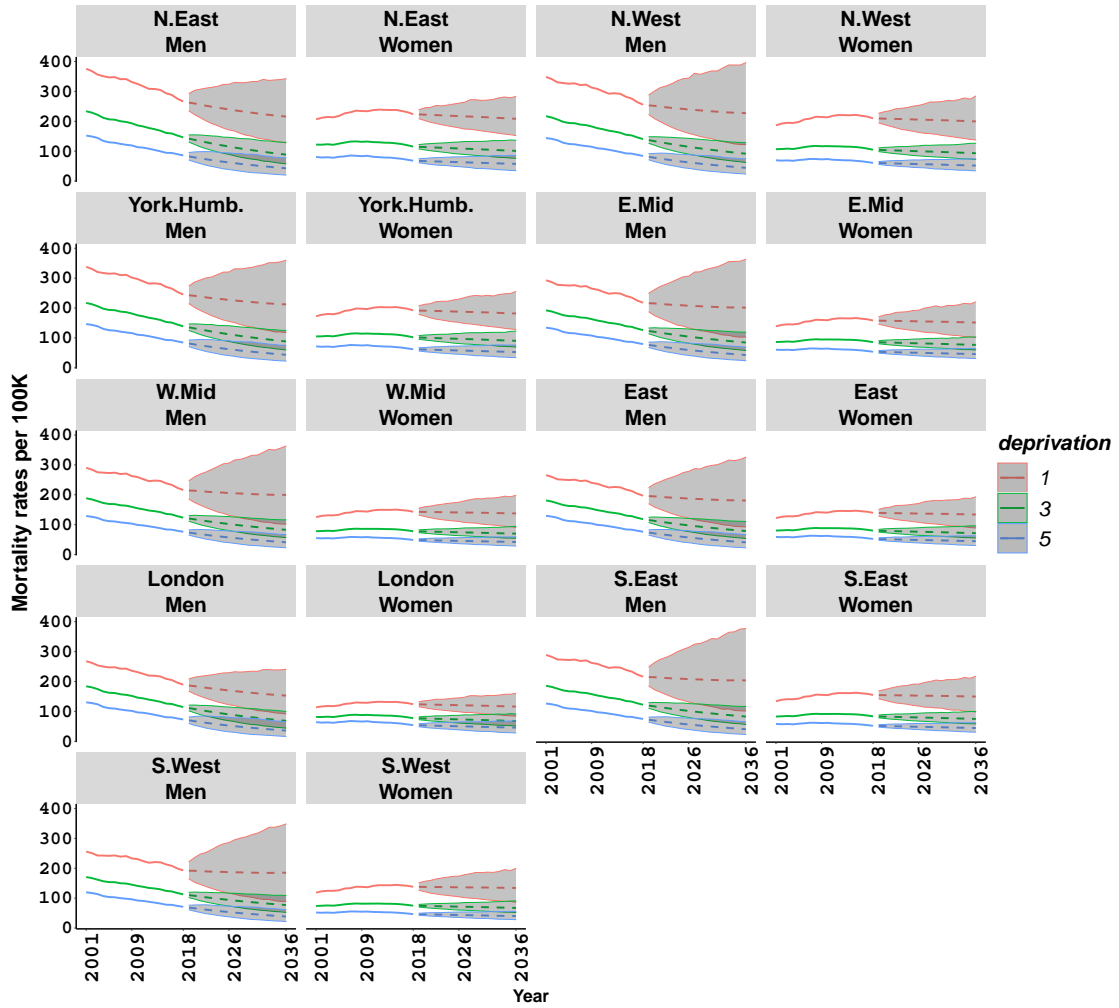 N.East
Men
N.East
Women
N.West
Men
N.West
Women
400
300
200
100
0
York.Humb.
Men
York.Humb.
Women
E.Mid
Men
E.Mid
Women
400
300
200
100
0
W.Mid
Men
W.Mid
Women
East
Men
East
Women
400
300
200
100
0
London
Men
London
Women
S.East
Men
S.East
Women
400
300
200
100
0
2001 2009 2018 2026 2036
2001 2009 2018 2026 2036
S.West
Men
S.West
Women
400
300
200
100
0
2001 2009 2018 2026 2036
2001 2009 2018 2026 2036
Year
Mortality rates per 100K
deprivation
1
3
5